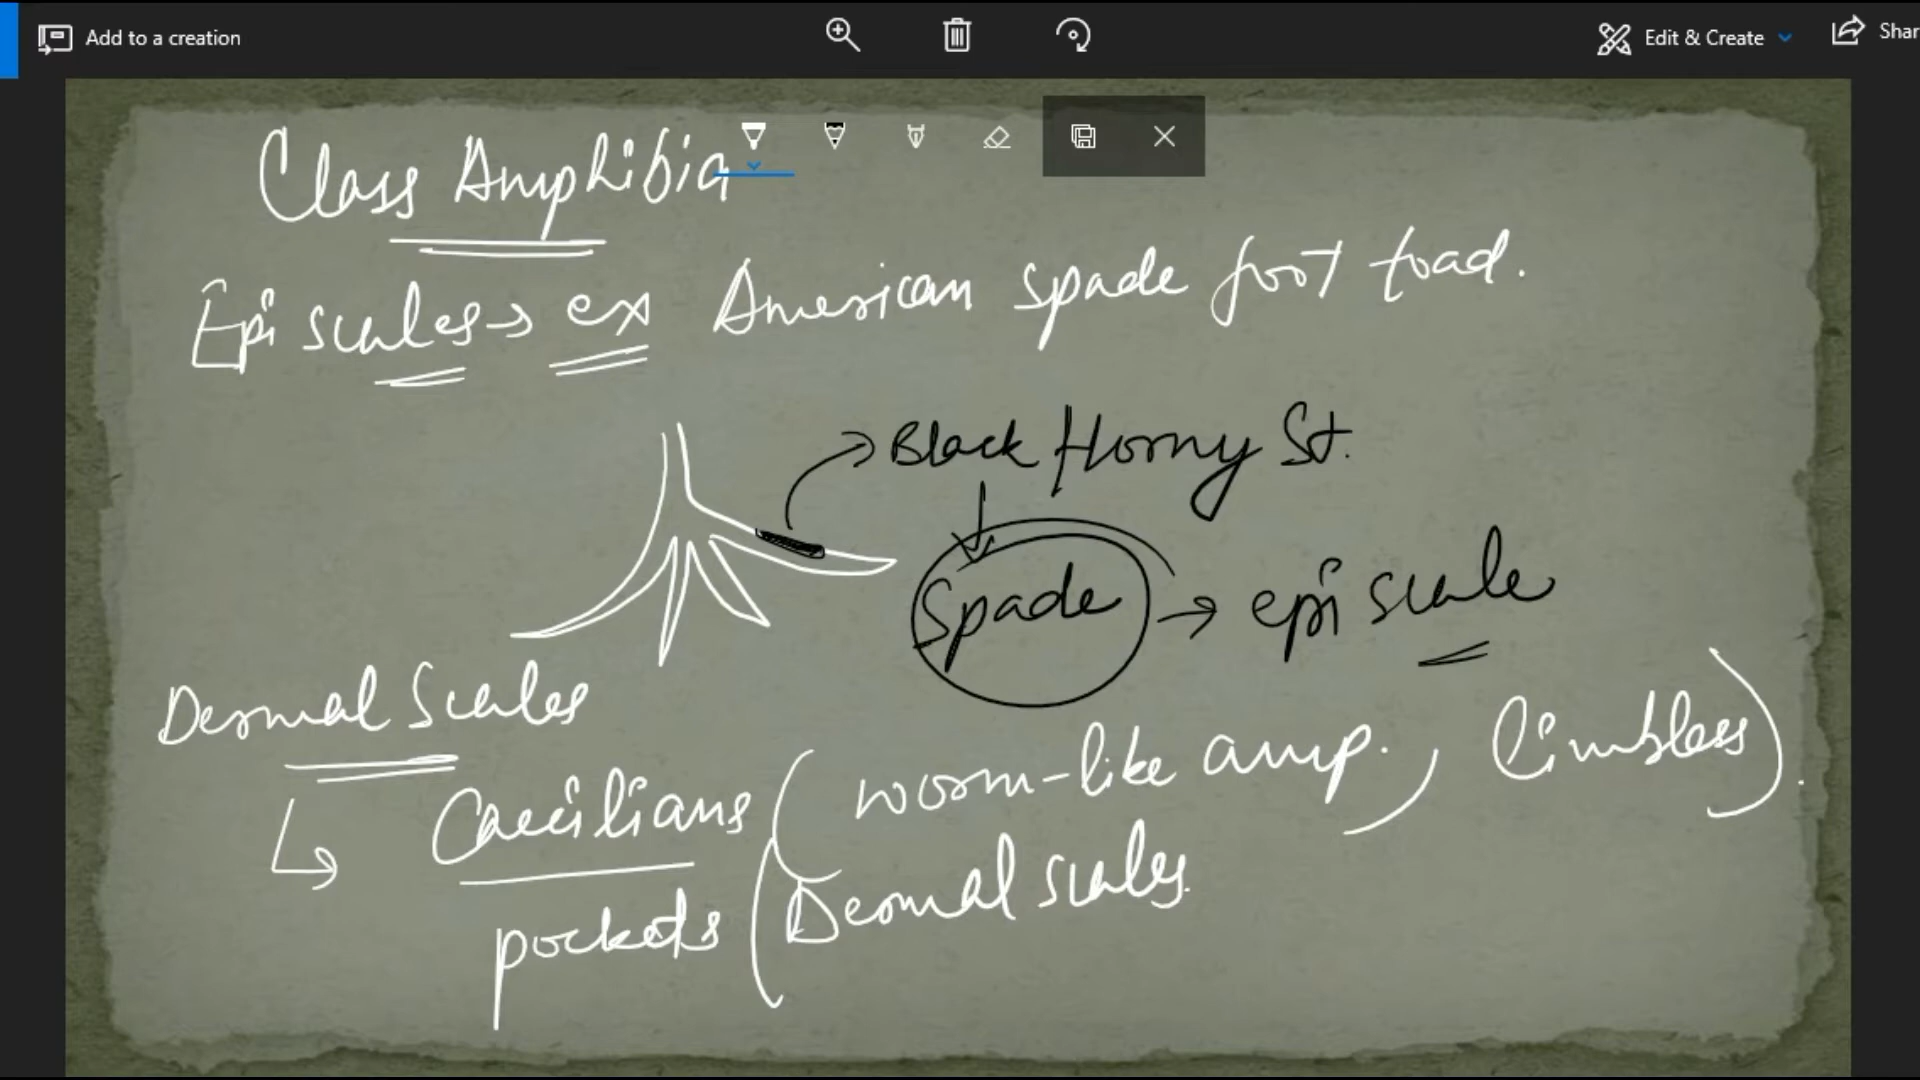 Add to a creation
Edit & Create
Shar
Class Amphibia
Epi scales → ex American spade foot toad.
→ Black Horny St.
↓
Spade → epi scale
Dermal Scales
↳ Caecilians (worm-like amp., limbless).
pockets (Dermal scales.